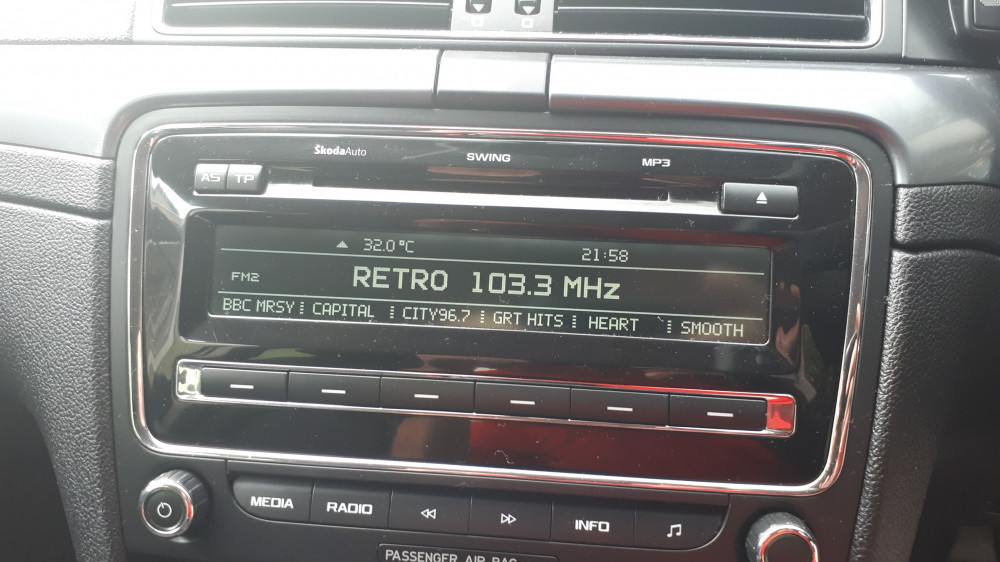 ŠkodaAuto SWING MP3
AS TP
32.0 °C 21:58
FM2 RETRO 103.3 MHz
BBC MRSY CAPITAL CITY96.7 GRT HITS HEART SMOOTH
MEDIA RADIO INFO
PASSENGER AIR BAG